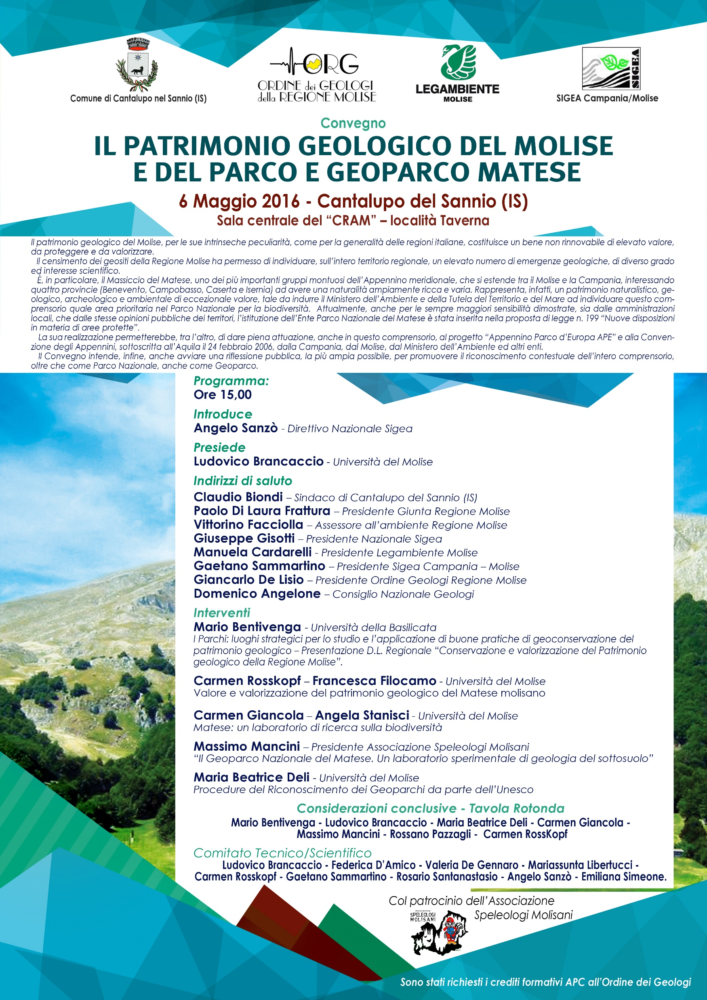 Comune di Cantalupo nel Sannio (IS)
ORG
ORDINE dei GEOLOGI
della REGIONE MOLISE
LEGAMBIENTE
MOLISE
SIGEA
SIGEA Campania/Molise
Convegno
IL PATRIMONIO GEOLOGICO DEL MOLISE
E DEL PARCO E GEOPARCO MATESE
6 Maggio 2016 - Cantalupo del Sannio (IS)
Sala centrale del “CRAM” – località Taverna
Il patrimonio geologico del Molise, per le sue intrinseche peculiarità, come per la generalità delle regioni italiane, costituisce un bene non rinnovabile di elevato valore,
da proteggere e da valorizzare.
Il censimento dei geositi della Regione Molise ha permesso di individuare, sull’intero territorio regionale, un elevato numero di emergenze geologiche, di diverso grado
ed interesse scientifico.
È, in particolare, il Massiccio del Matese, uno dei più importanti gruppi montuosi dell’Appennino meridionale, che si estende tra il Molise e la Campania, interessando
quattro provincie (Benevento, Campobasso, Caserta e Isernia) ad avere una naturalità ampiamente ricca e varia. Rappresenta, infatti, un patrimonio naturalistico, ge-
ologico, archeologico e ambientale di eccezionale valore, tale da indurre il Ministero dell’Ambiente e della Tutela del Territorio e del Mare ad individuare questo com-
prensorio quale area prioritaria nel Parco Nazionale per la biodiversità. Attualmente, anche per le sempre maggiori sensibilità dimostrate, sia dalle amministrazioni
locali, che dalle stesse opinioni pubbliche dei territori, l’istituzione dell’Ente Parco Nazionale del Matese è stata inserita nella proposta di legge n. 199 “Nuove disposizioni
in materia di aree protette”.
La sua realizzazione permetterebbe, tra l’altro, di dare piena attuazione, anche in questo comprensorio, al progetto “Appennino Parco d’Europa APE” e alla Conven-
zione degli Appennini, sottoscritta all’Aquila il 24 febbraio 2006, dalla Campania, dal Molise, dal Ministero dell’Ambiente ed altri enti.
Il Convegno intende, infine, anche avviare una riflessione pubblica, la più ampia possibile, per promuovere il riconoscimento contestuale dell’intero comprensorio,
oltre che come Parco Nazionale, anche come Geoparco.
Programma:
Ore 15,00
Introduce
Angelo Sanzò - Direttivo Nazionale Sigea
Presiede
Ludovico Brancaccio - Università del Molise
Indirizzi di saluto
Claudio Biondi – Sindaco di Cantalupo del Sannio (IS)
Paolo Di Laura Frattura – Presidente Giunta Regione Molise
Vittorino Facciolla – Assessore all’ambiente Regione Molise
Giuseppe Gisotti – Presidente Nazionale Sigea
Manuela Cardarelli - Presidente Legambiente Molise
Gaetano Sammartino – Presidente Sigea Campania – Molise
Giancarlo De Lisio – Presidente Ordine Geologi Regione Molise
Domenico Angelone – Consiglio Nazionale Geologi
Interventi
Mario Bentivenga - Università della Basilicata
I Parchi: luoghi strategici per lo studio e l’applicazione di buone pratiche di geoconservazione del
patrimonio geologico – Presentazione D.L. Regionale “Conservazione e valorizzazione del Patrimonio
geologico della Regione Molise”.
Carmen Rosskopf – Francesca Filocamo - Università del Molise
Valore e valorizzazione del patrimonio geologico del Matese molisano
Carmen Giancola – Angela Stanisci - Università del Molise
Matese: un laboratorio di ricerca sulla biodiversità
Massimo Mancini – Presidente Associazione Speleologi Molisani
“Il Geoparco Nazionale del Matese. Un laboratorio sperimentale di geologia del sottosuolo”
Maria Beatrice Deli - Università del Molise
Procedure del Riconoscimento dei Geoparchi da parte dell’Unesco
Considerazioni conclusive - Tavola Rotonda
Mario Bentivenga - Ludovico Brancaccio - Maria Beatrice Deli - Carmen Giancola -
Massimo Mancini - Rossano Pazzagli - Carmen RossKopf
Comitato Tecnico/Scientifico
Ludovico Brancaccio - Federica D’Amico - Valeria De Gennaro - Mariassunta Libertucci -
Carmen Rosskopf - Gaetano Sammartino - Rosario Santanastasio - Angelo Sanzò - Emiliana Simeone.
Col patrocinio dell’Associazione
Speleologi Molisani
Associazione
SPELEOLOGI
MOLISANI
Sono stati richiesti i crediti formativi APC all’Ordine dei Geologi